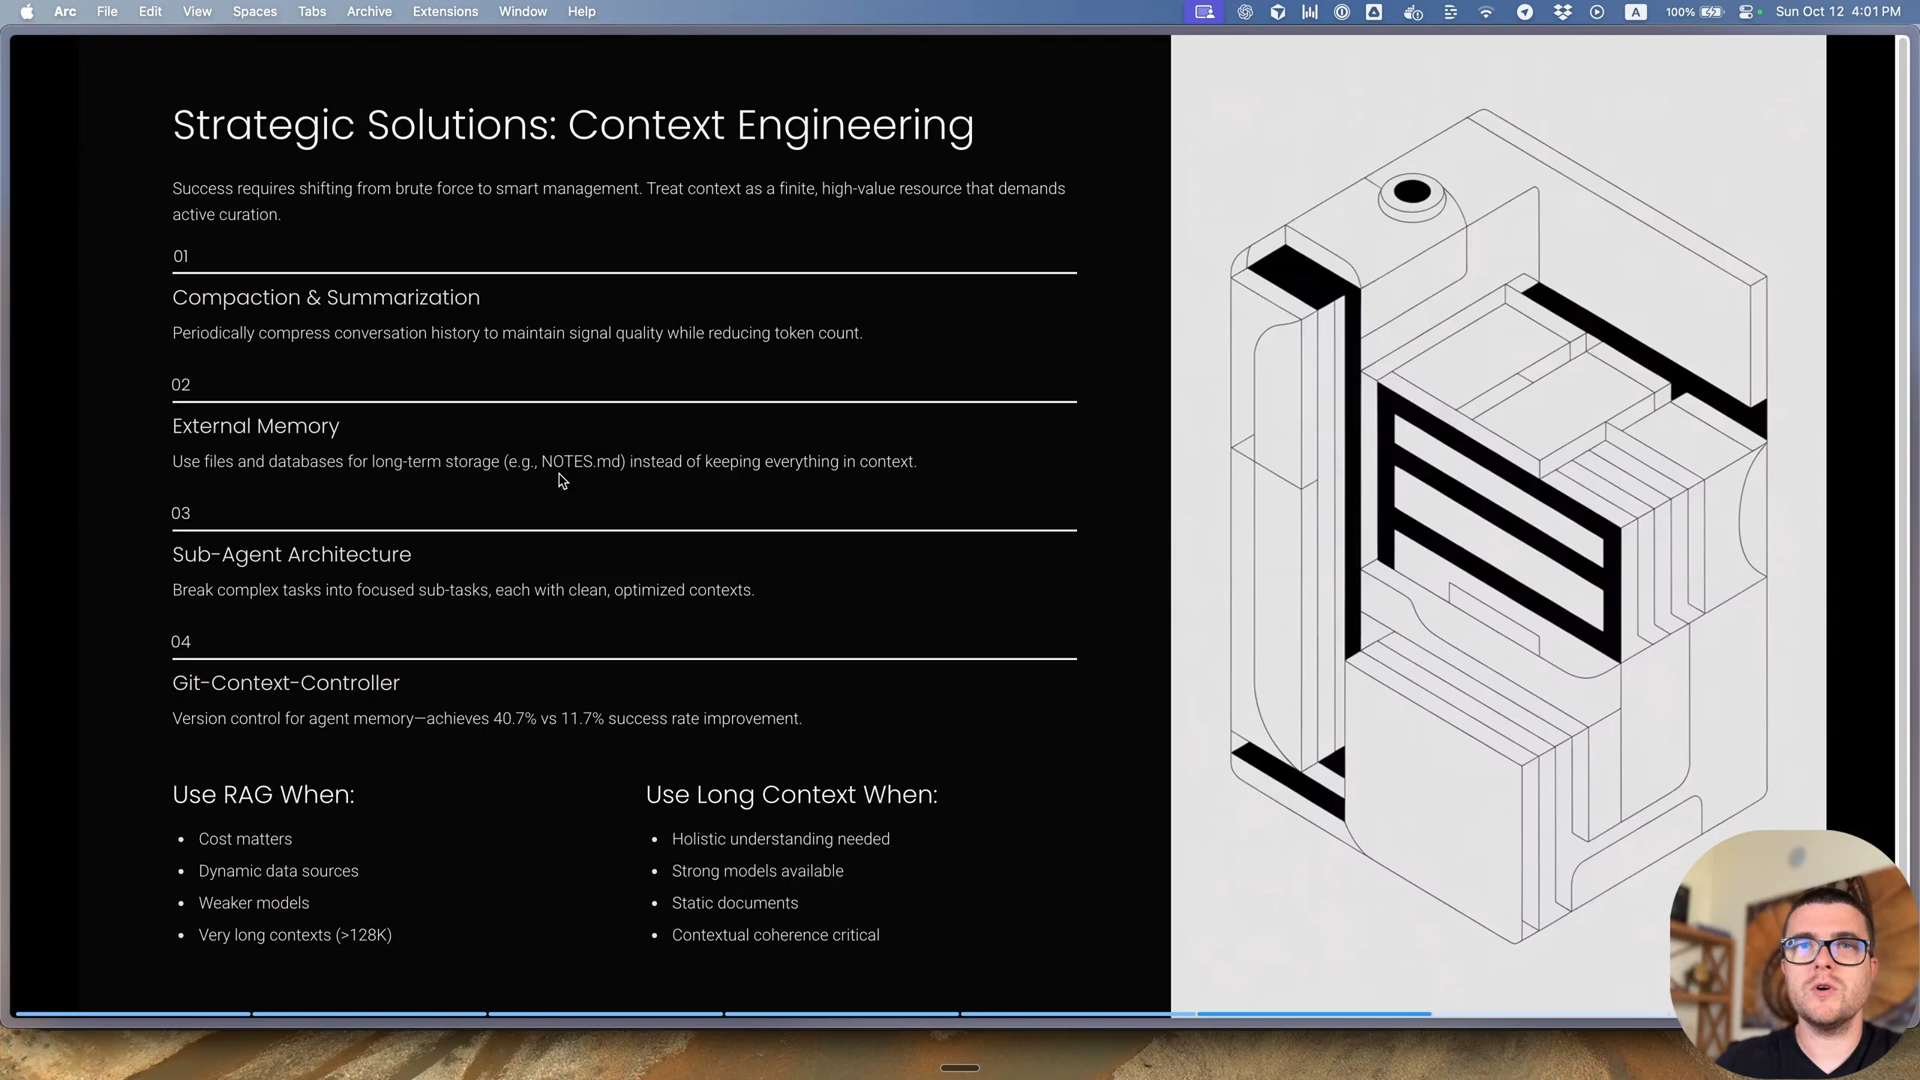 Arc File Edit View Spaces Tabs Archive Extensions Window Help A 100% Sun Oct 12 4:01 PM
Strategic Solutions: Context Engineering
Success requires shifting from brute force to smart management. Treat context as a finite, high-value resource that demands
active curation.
01
Compaction & Summarization
Periodically compress conversation history to maintain signal quality while reducing token count.
02
External Memory
Use files and databases for long-term storage (e.g., NOTES.md) instead of keeping everything in context.
03
Sub-Agent Architecture
Break complex tasks into focused sub-tasks, each with clean, optimized contexts.
04
Git-Context-Controller
Version control for agent memory—achieves 40.7% vs 11.7% success rate improvement.
Use RAG When:
• Cost matters
• Dynamic data sources
• Weaker models
• Very long contexts (>128K)
Use Long Context When:
• Holistic understanding needed
• Strong models available
• Static documents
• Contextual coherence critical